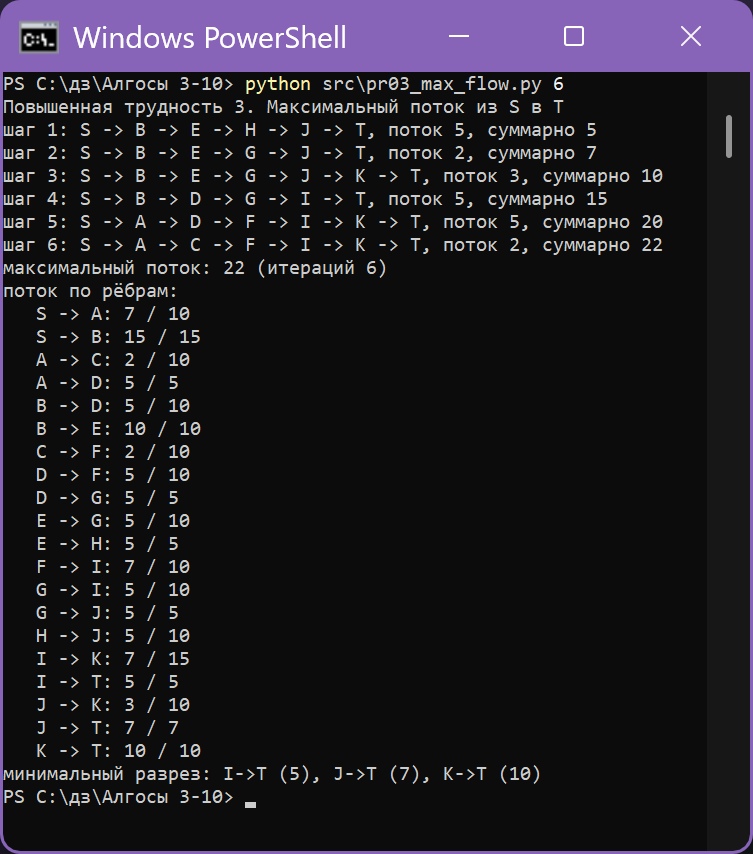 Windows PowerShell
PS C:\дз\Алгосы 3-10> python src\pr03_max_flow.py 6
Повышенная трудность 3. Максимальный поток из S в T
шаг 1: S -> B -> E -> H -> J -> T, поток 5, суммарно 5
шаг 2: S -> B -> E -> G -> J -> T, поток 2, суммарно 7
шаг 3: S -> B -> E -> G -> J -> K -> T, поток 3, суммарно 10
шаг 4: S -> B -> D -> G -> I -> T, поток 5, суммарно 15
шаг 5: S -> A -> D -> F -> I -> K -> T, поток 5, суммарно 20
шаг 6: S -> A -> C -> F -> I -> K -> T, поток 2, суммарно 22
максимальный поток: 22 (итераций 6)
поток по рёбрам:
S -> A: 7 / 10
S -> B: 15 / 15
A -> C: 2 / 10
A -> D: 5 / 5
B -> D: 5 / 10
B -> E: 10 / 10
C -> F: 2 / 10
D -> F: 5 / 10
D -> G: 5 / 5
E -> G: 5 / 10
E -> H: 5 / 5
F -> I: 7 / 10
G -> I: 5 / 10
G -> J: 5 / 5
H -> J: 5 / 10
I -> K: 7 / 15
I -> T: 5 / 5
J -> K: 3 / 10
J -> T: 7 / 7
K -> T: 10 / 10
минимальный разрез: I->T (5), J->T (7), K->T (10)
PS C:\дз\Алгосы 3-10>